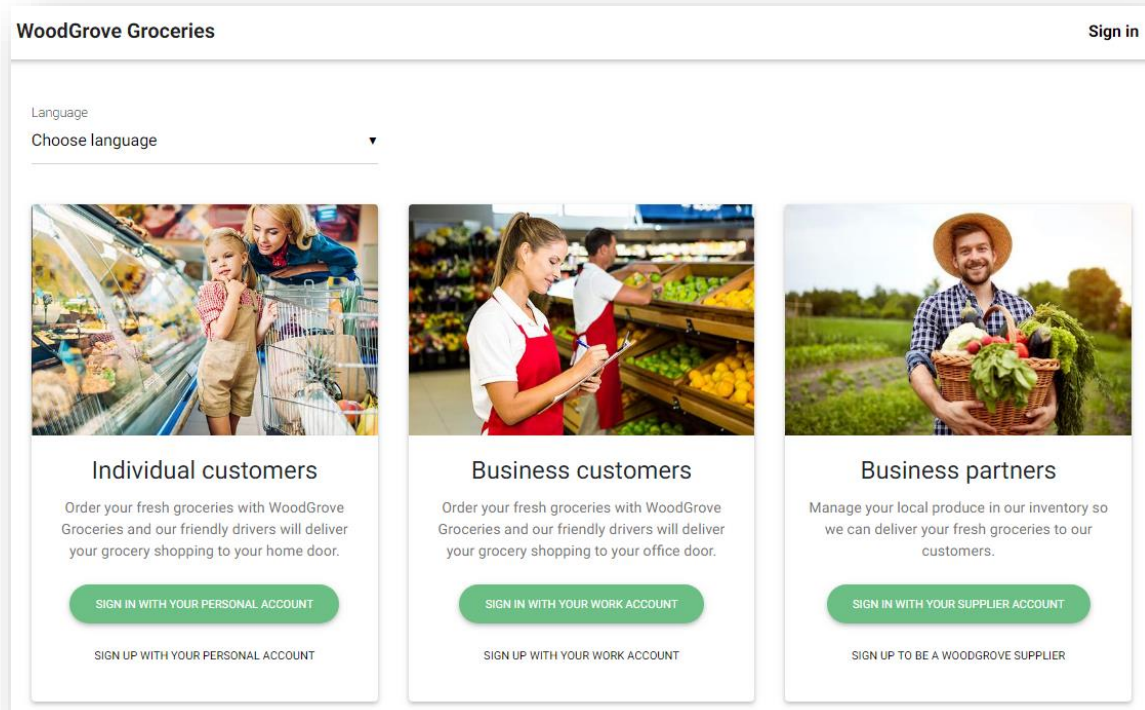 WoodGrove Groceries
Sign in
Language
Choose language
Individual customers
Order your fresh groceries with WoodGrove
Groceries and our friendly drivers will deliver
your grocery shopping to your home door.
SIGN IN WITH YOUR PERSONAL ACCOUNT
SIGN UP WITH YOUR PERSONAL ACCOUNT
Business customers
Order your fresh groceries with WoodGrove
Groceries and our friendly drivers will deliver
your grocery shopping to your office door.
SIGN IN WITH YOUR WORK ACCOUNT
SIGN UP WITH YOUR WORK ACCOUNT
Business partners
Manage your local produce in our inventory so
we can deliver your fresh groceries to our
customers.
SIGN IN WITH YOUR SUPPLIER ACCOUNT
SIGN UP TO BE A WOODGROVE SUPPLIER